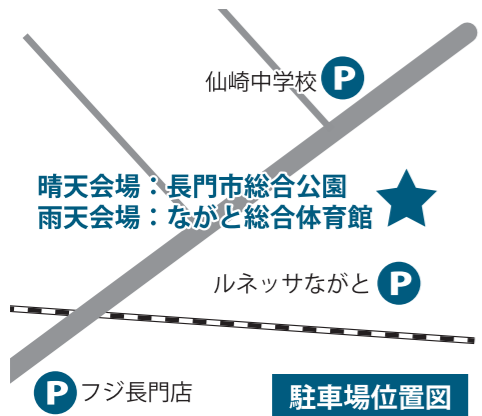 仙崎中学校 P
晴天会場：長門市総合公園
雨天会場：ながと総合体育館
ルネッサながと P
P フジ長門店
駐車場位置図